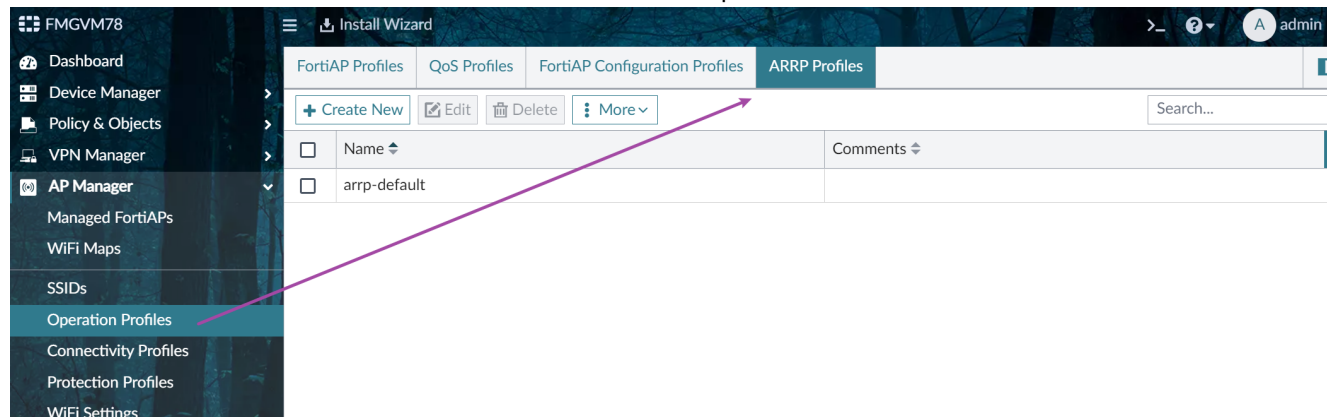 FMGVM78
Install Wizard
admin
A
Dashboard
Device Manager
Policy & Objects
VPN Manager
AP Manager
Managed FortiAPs
WiFi Maps
SSIDs
Operation Profiles
Connectivity Profiles
Protection Profiles
WiFi Settings
FortiAP Profiles QoS Profiles FortiAP Configuration Profiles ARRP Profiles
+ Create New Edit Delete More
Search...
Name Comments
arrp-default